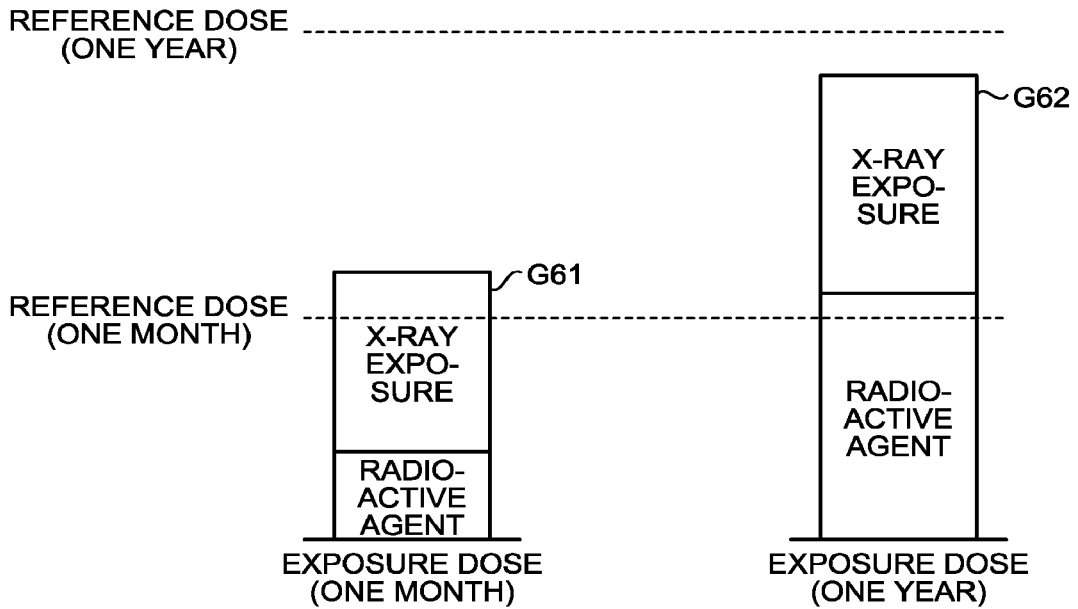 REFERENCE DOSE
(ONE YEAR)
G62
X-RAY
EXPO-
SURE
G61
REFERENCE DOSE
(ONE MONTH)
X-RAY
EXPO-
SURE
RADIO-
ACTIVE
AGENT
RADIO-
ACTIVE
AGENT
EXPOSURE DOSE
(ONE MONTH)
EXPOSURE DOSE
(ONE YEAR)